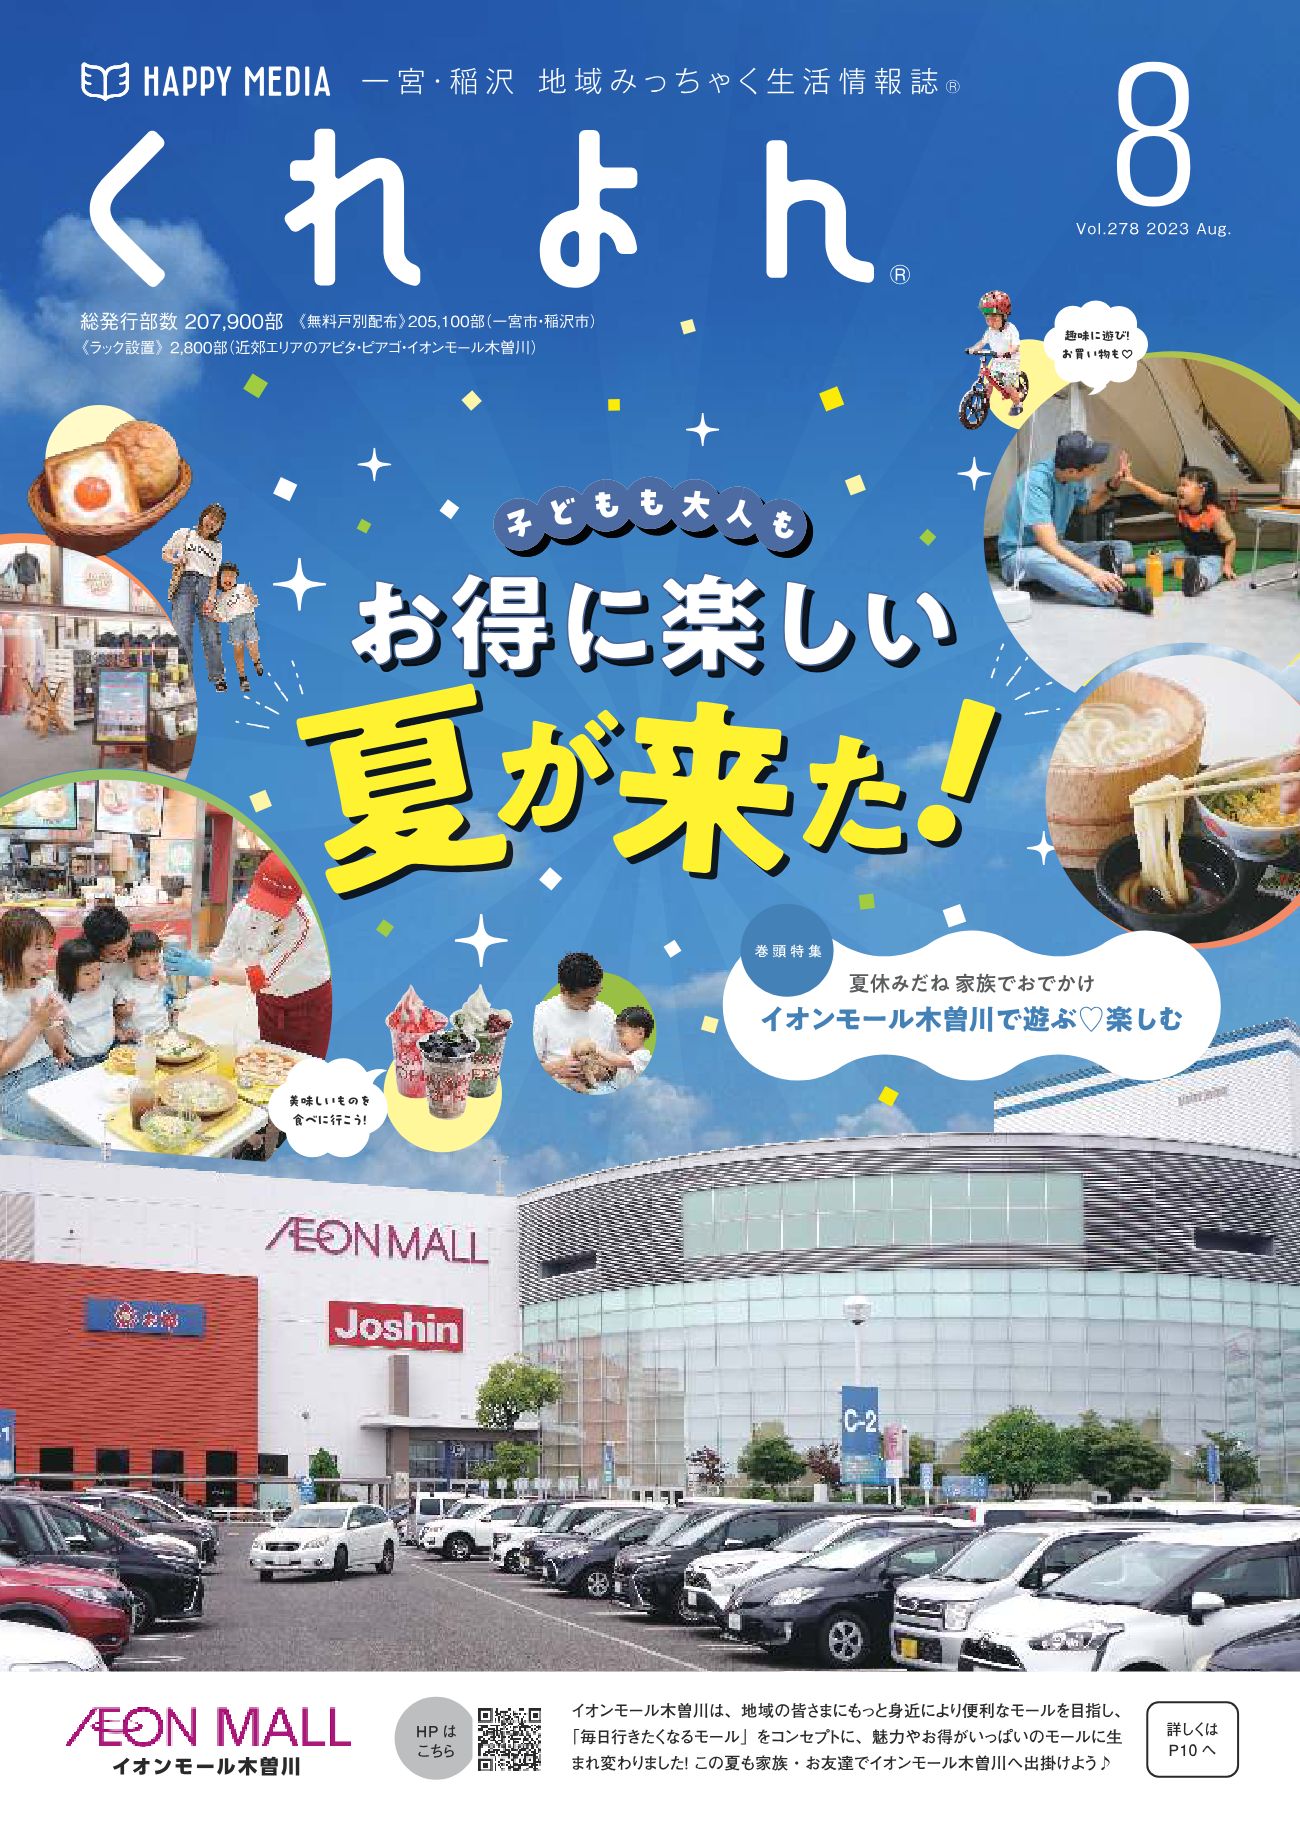 HAPPY MEDIA 一宮・稲沢 地域みっちゃく生活情報誌®
くれよん®
8
Vol.278 2023 Aug.
総発行部数 207,900部 《無料戸別配布》205,100部(一宮市・稲沢市)
《ラック設置》 2,800部(近郊エリアのアピタ・ピアゴ・イオンモール木曽川)
趣味に遊び!
お買い物も♡
子どもも大人も
お得に楽しい
夏が来た!
巻頭特集
夏休みだね 家族でおでかけ
イオンモール木曽川で遊ぶ♡楽しむ
美味しいものを
食べに行こう!
ÆON MALL
Joshin
C-2
ÆON MALL
イオンモール木曽川
HP は
こちら
イオンモール木曽川は、地域の皆さまにもっと身近により便利なモールを目指し、
「毎日行きたくなるモール」をコンセプトに、魅力やお得がいっぱいのモールに生
まれ変わりました! この夏も家族・お友達でイオンモール木曽川へ出掛けよう♪
詳しくは
P10 へ